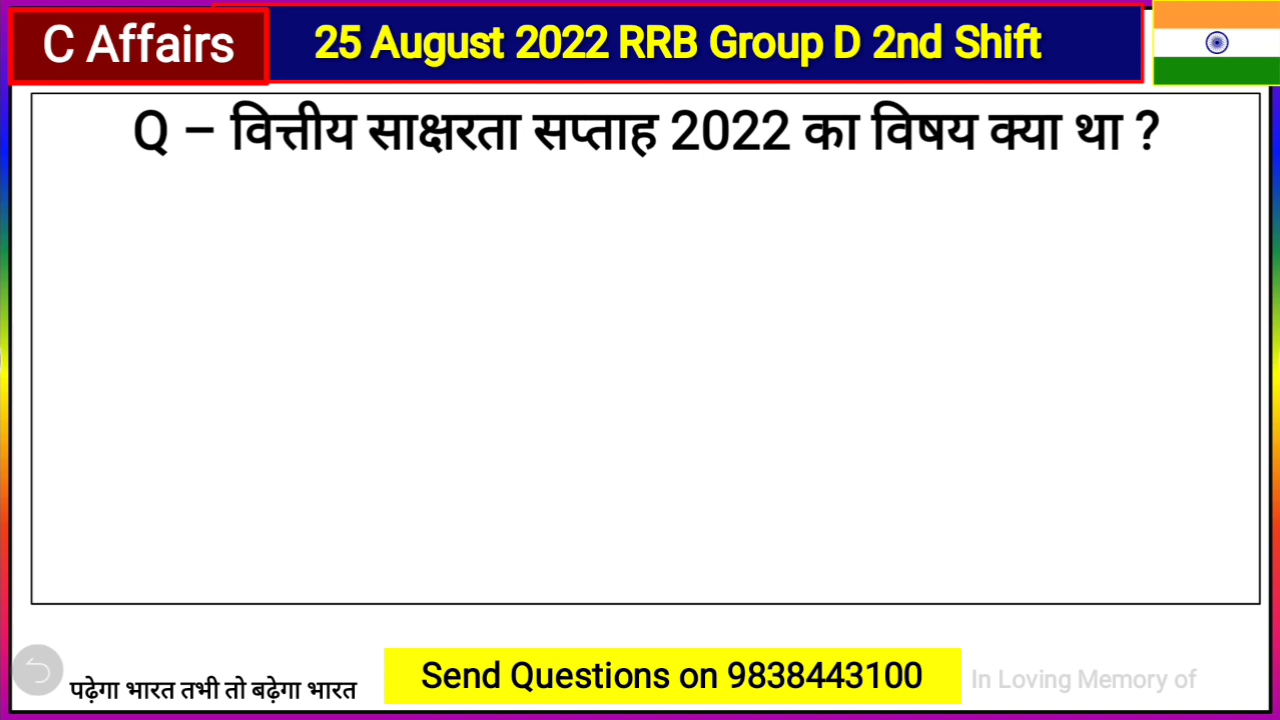 C Affairs
25 August 2022 RRB Group D 2nd Shift
Q – वित्तीय साक्षरता सप्ताह 2022 का विषय क्या था ?
पढ़ेगा भारत तभी तो बढ़ेगा भारत
Send Questions on 9838443100
In Loving Memory of